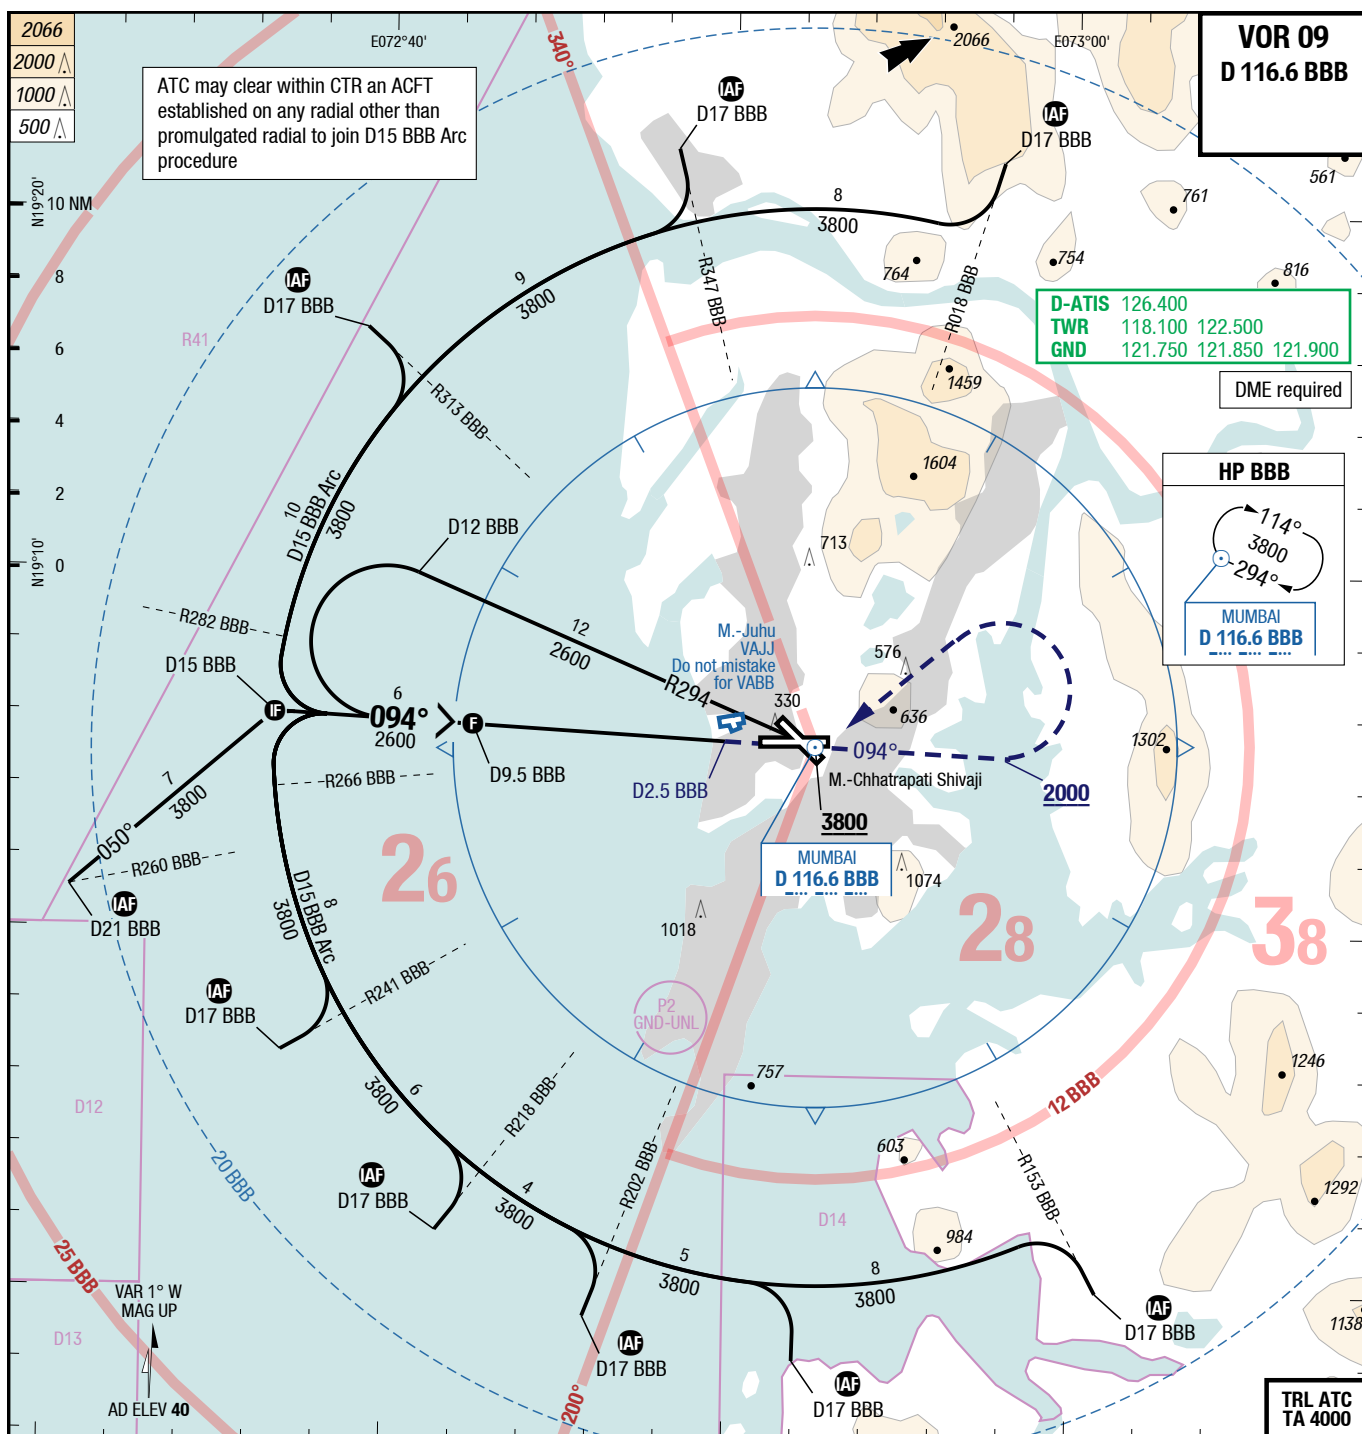 2066
2000
1000
500
E072°40'
340°
2066
E073°00'
VOR 09
D 116.6 BBB
ATC may clear within CTR an ACFT
established on any radial other than
promulgated radial to join D15 BBB Arc
procedure
IAF
D17 BBB
IAF
D17 BBB
561
N19°20'
10 NM
8
3800
761
764
754
8
IAF
D17 BBB
9
3800
R347 BBB
R018 BBB
816
D-ATIS 126.400
TWR 118.100 122.500
GND 121.750 121.850 121.900
R41
6
1459
DME required
R313 BBB
4
1604
HP BBB
114°
3800
294°
MUMBAI
D 116.6 BBB
2
10
D15 BBB Arc
3800
D12 BBB
713
N19°10'
0
R282 BBB
12
2600
R294
M.-Juhu
VAJJ
Do not mistake
for VABB
576
D15 BBB
IF
6
094°
2600
F
D9.5 BBB
330
636
094°
1302
M.-Chhatrapati Shivaji
D2.5 BBB
2000
3800
MUMBAI
D 116.6 BBB
R266 BBB
7
3800
050°
R260 BBB
IAF
D21 BBB
26
1074
1018
28
38
8
D15 BBB Arc
3800
R241 BBB
IAF
D17 BBB
P2
GND-UNL
757
1246
12 BBB
D12
6
3800
R218 BBB
603
R153 BBB
R202 BBB
1292
20 BBB
IAF
D17 BBB
4
3800
D14
984
5
3800
8
3800
25 BBB
VAR 1° W
MAG UP
D13
IAF
D17 BBB
1138
IAF
D17 BBB
IAF
D17 BBB
200°
AD ELEV 40
TRL ATC
TA 4000